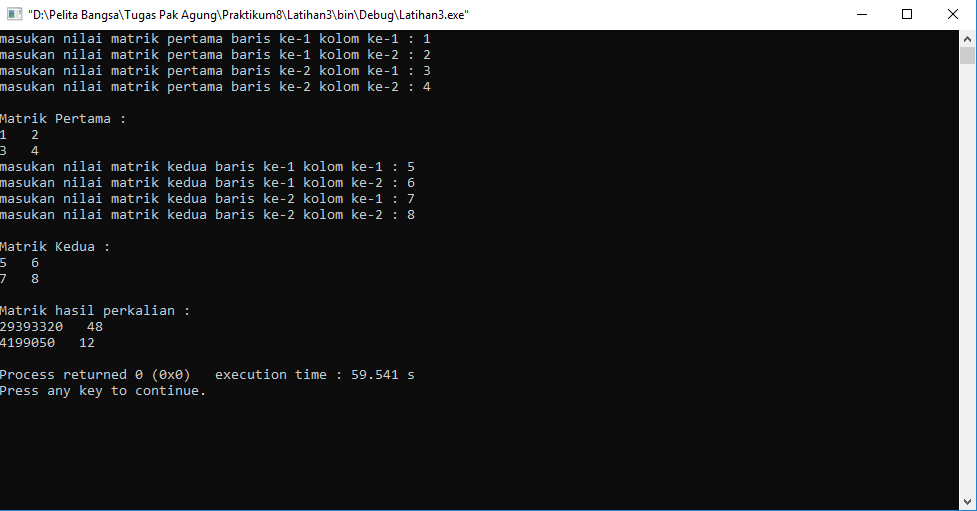 "D:\Pelita Bangsa\Tugas Pak Agung\Praktikum8\Latihan3\bin\Debug\Latihan3.exe"
masukan nilai matrik pertama baris ke-1 kolom ke-1 : 1
masukan nilai matrik pertama baris ke-1 kolom ke-2 : 2
masukan nilai matrik pertama baris ke-2 kolom ke-1 : 3
masukan nilai matrik pertama baris ke-2 kolom ke-2 : 4
Matrik Pertama :
1   2
3   4
masukan nilai matrik kedua baris ke-1 kolom ke-1 : 5
masukan nilai matrik kedua baris ke-1 kolom ke-2 : 6
masukan nilai matrik kedua baris ke-2 kolom ke-1 : 7
masukan nilai matrik kedua baris ke-2 kolom ke-2 : 8
Matrik Kedua :
5   6
7   8
Matrik hasil perkalian :
29393320   48
4199050   12
Process returned 0 (0x0)   execution time : 59.541 s
Press any key to continue.